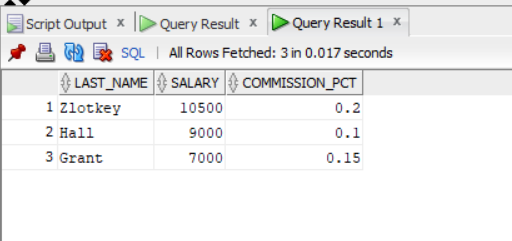 Script Output x Query Result x Query Result 1 x
SQL | All Rows Fetched: 3 in 0.017 seconds
LAST_NAME SALARY COMMISSION_PCT
1 Zlotkey 10500 0.2
2 Hall 9000 0.1
3 Grant 7000 0.15